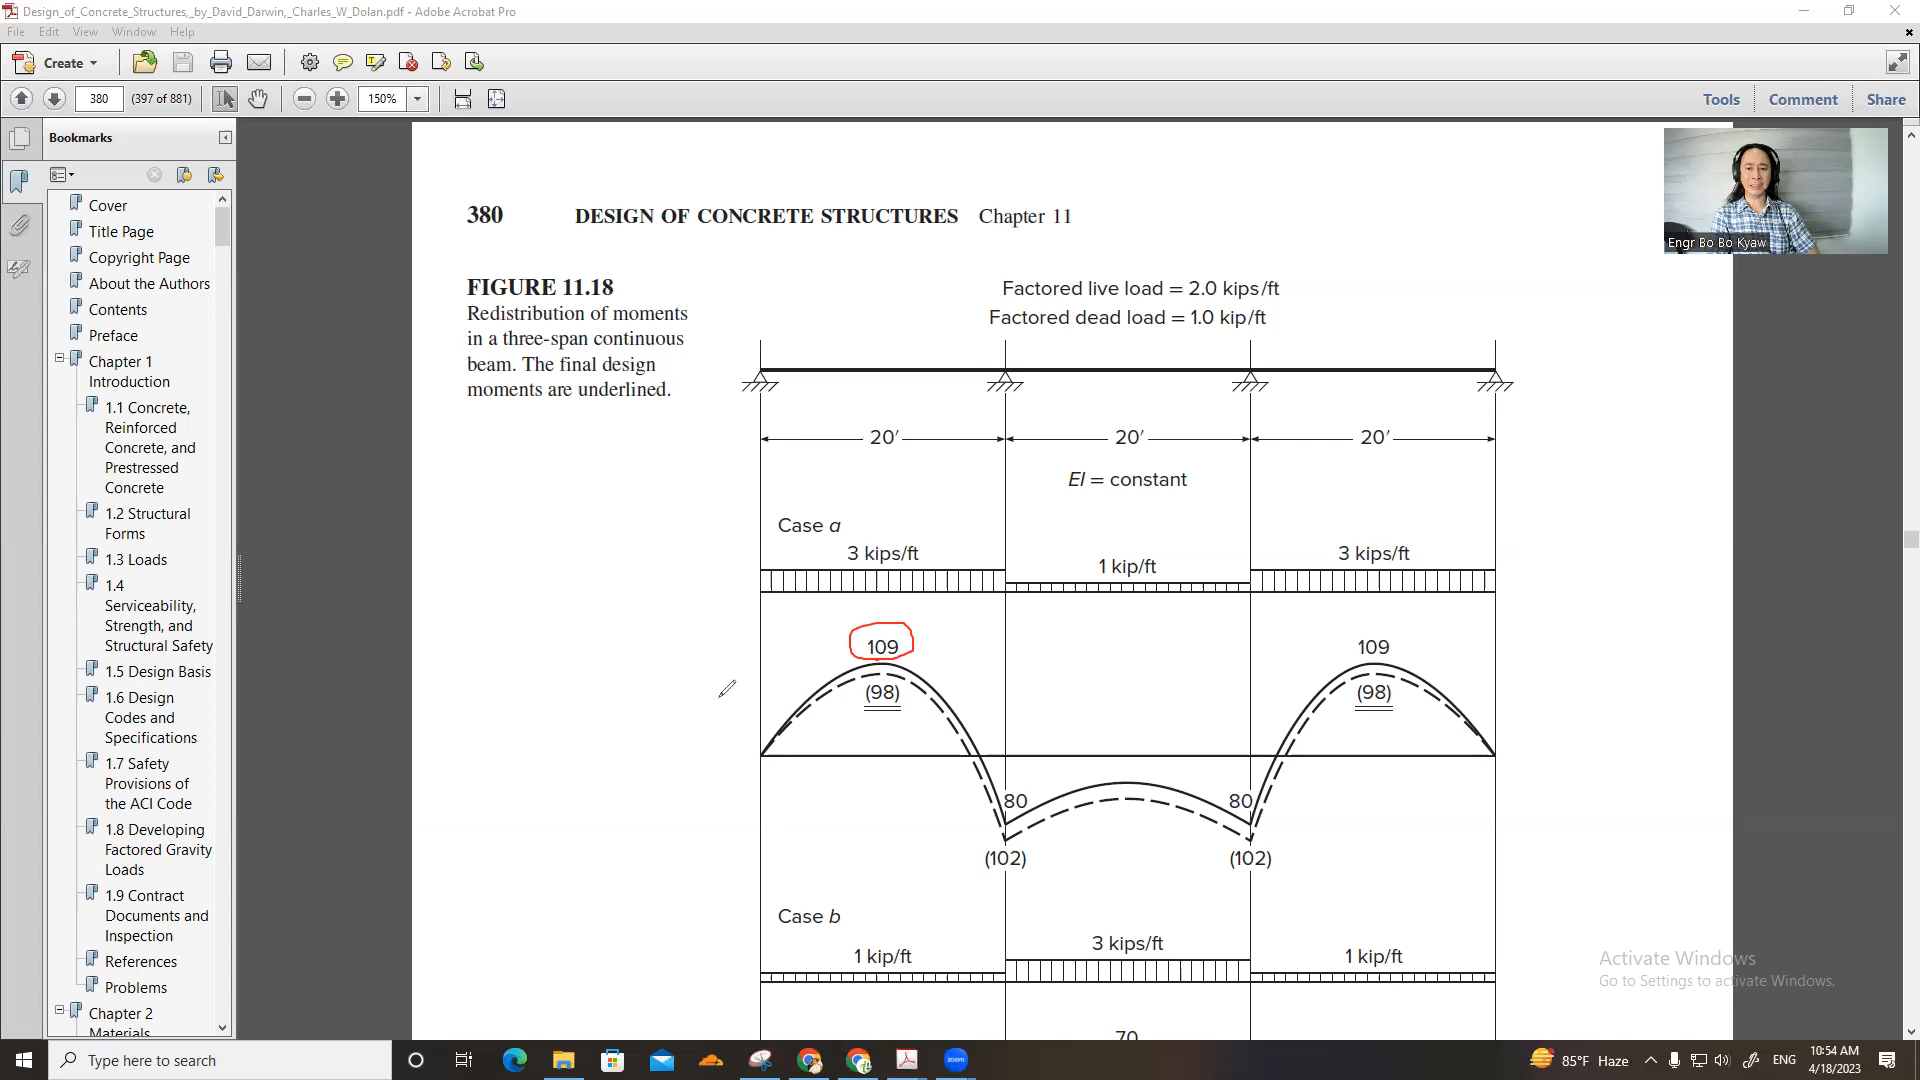 Design_of_Concrete_Structures,_by_David_Darwin,_Charles_W_Dolan.pdf - Adobe Acrobat Pro
File Edit View Window Help
Create
380 (397 of 881) 150% Tools Comment Share
Bookmarks
Cover
Title Page
Copyright Page
About the Authors
Contents
Preface
Chapter 1
Introduction
1.1 Concrete,
Reinforced
Concrete, and
Prestressed
Concrete
1.2 Structural
Forms
1.3 Loads
1.4
Serviceability,
Strength, and
Structural Safety
1.5 Design Basis
1.6 Design
Codes and
Specifications
1.7 Safety
Provisions of
the ACI Code
1.8 Developing
Factored Gravity
Loads
1.9 Contract
Documents and
Inspection
References
Problems
Chapter 2
Materials
380 DESIGN OF CONCRETE STRUCTURES Chapter 11
FIGURE 11.18
Redistribution of moments
in a three-span continuous
beam. The final design
moments are underlined.
Factored live load = 2.0 kips/ft
Factored dead load = 1.0 kip/ft
20′ 20′ 20′
EI = constant
Case a
3 kips/ft 1 kip/ft 3 kips/ft
109 109
(98) (98)
80 80
(102) (102)
Case b
1 kip/ft 3 kips/ft 1 kip/ft
70
Engr Bo Bo Kyaw
Activate Windows
Go to Settings to activate Windows.
Type here to search
zoom
85°F Haze
ENG
10:54 AM
4/18/2023